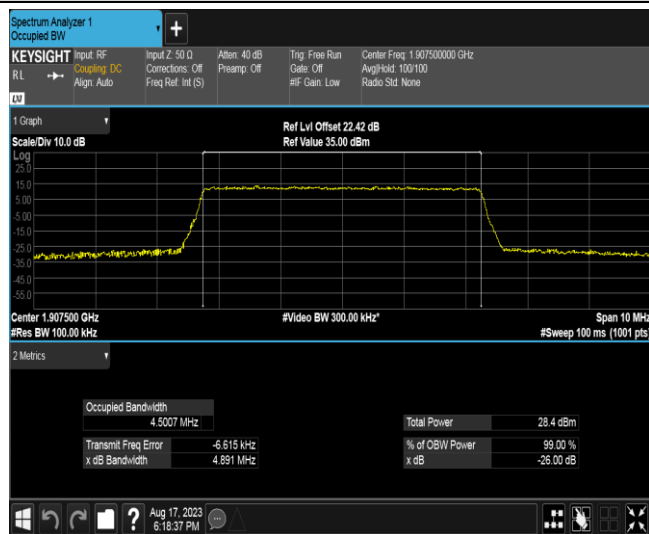 Spectrum Analyzer 1
Occupied BW
KEYSIGHT Input: RF Input Z: 50 Ω Atten: 40 dB Trig: Free Run Center Freq: 1.907500000 GHz
RL Coupling: DC Corrections: Off Preamp: Off Gate: Off Avg|Hold: 100/100
Align: Auto Freq Ref: Int (S) #IF Gain: Low Radio Std: None
LXI
1 Graph
Ref Lvl Offset 22.42 dB
Scale/Div 10.0 dB Ref Value 35.00 dBm
Log
25.0
15.0
5.00
-5.00
-15.0
-25.0
-35.0
-45.0
-55.0
Center 1.907500 GHz #Video BW 300.00 kHz* Span 10 MHz
#Res BW 100.00 kHz #Sweep 100 ms (1001 pts)
2 Metrics
Occupied Bandwidth
4.5007 MHz Total Power 28.4 dBm
Transmit Freq Error -6.615 kHz % of OBW Power 99.00 %
x dB Bandwidth 4.891 MHz x dB -26.00 dB
Aug 17, 2023
6:18:37 PM